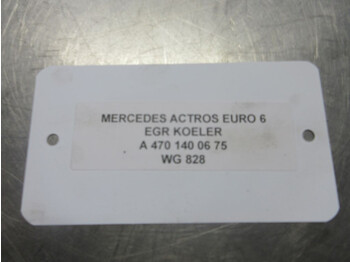 MERCEDES ACTROS EURO 6
EGR KOELER
A 470 140 06 75
WG 828